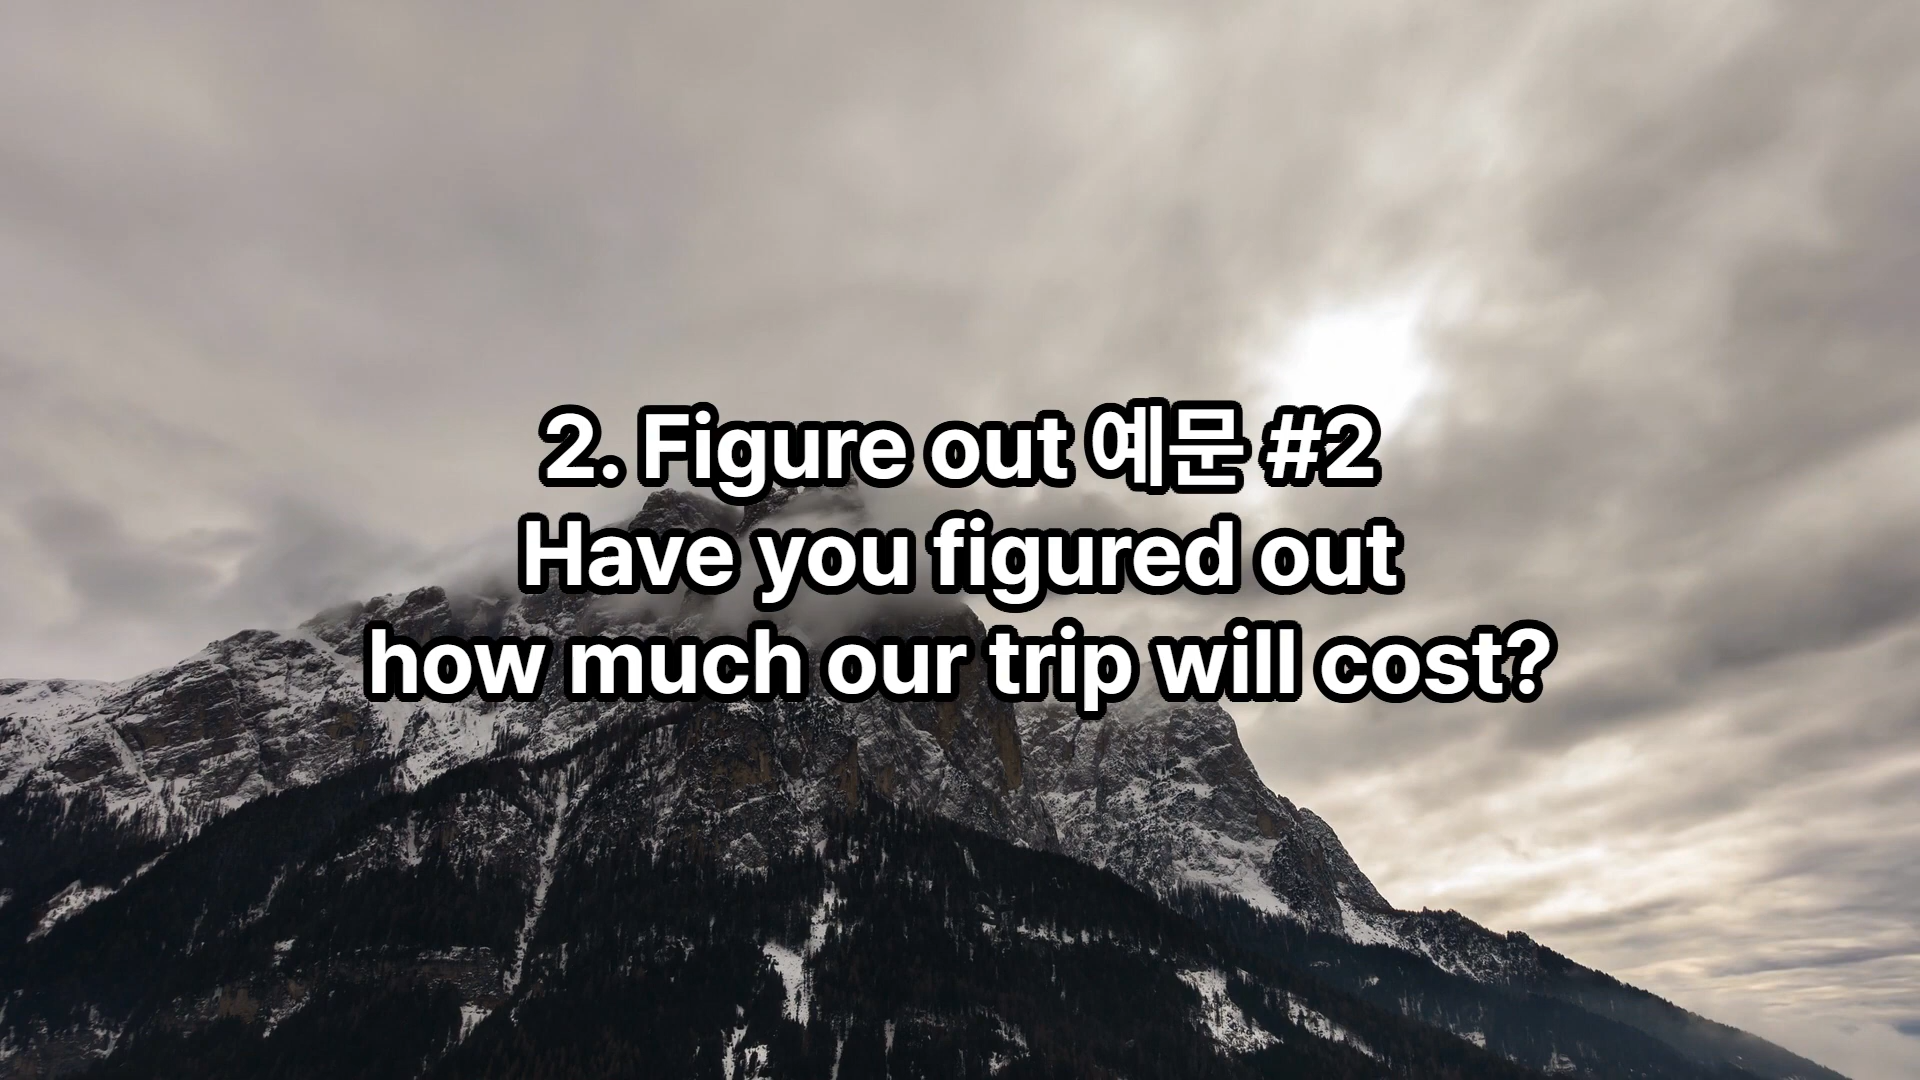 2. Figure out 예문 #2
Have you figured out
how much our trip will cost?